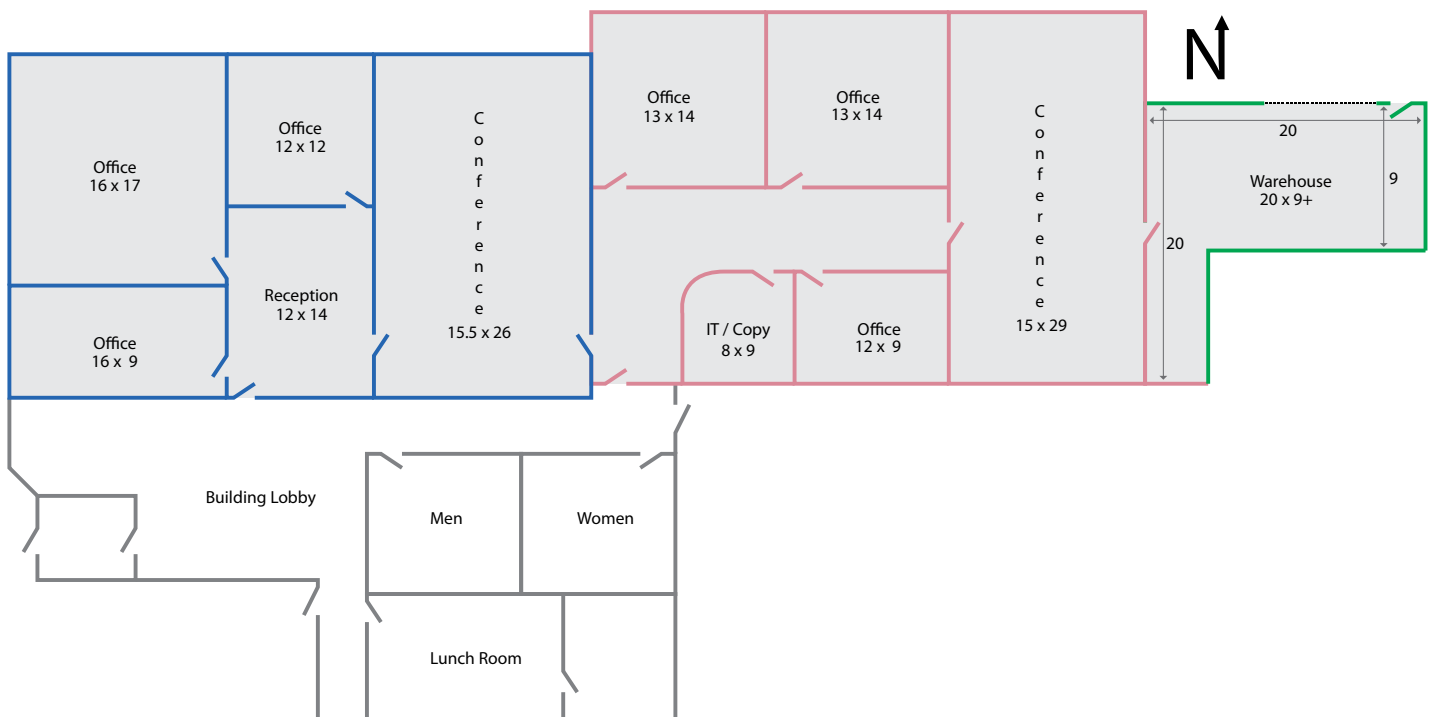 N
Office
16 x 17
Office
12 x 12
Conference
15.5 x 26
Office
13 x 14
Office
13 x 14
Conference
15 x 29
20
Warehouse
20 x 9+
9
20
Reception
12 x 14
Office
16 x 9
IT / Copy
8 x 9
Office
12 x 9
Building Lobby
Men
Women
Lunch Room